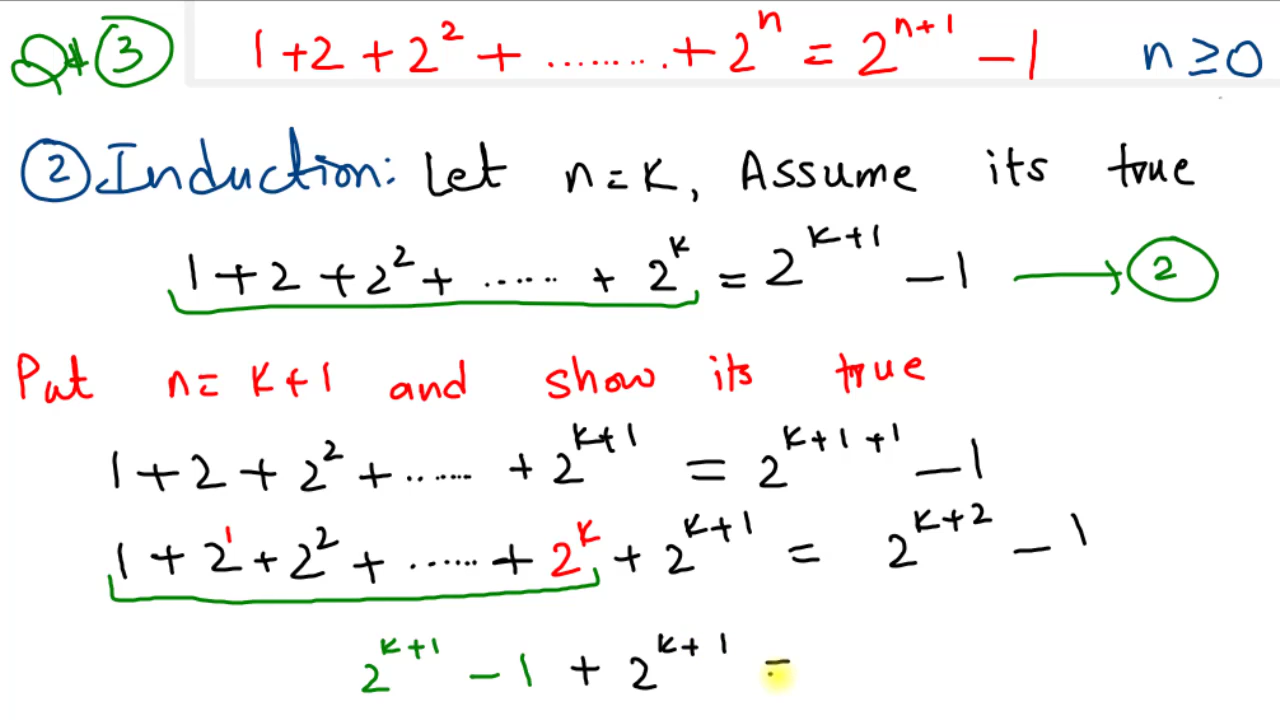 Q# 3 1 + 2 + 2² + ........ + 2ⁿ = 2ⁿ⁺¹ - 1 n ≥ 0
② Induction: Let n = K, Assume its true
1 + 2 + 2² + ...... + 2ᵏ = 2ᵏ⁺¹ - 1 → ②
Put n = K+1 and show its true
1 + 2 + 2² + ...... + 2ᵏ⁺¹ = 2ᵏ⁺¹⁺¹ - 1
1 + 2¹ + 2² + ...... + 2ᵏ + 2ᵏ⁺¹ = 2ᵏ⁺² - 1
2ᵏ⁺¹ - 1 + 2ᵏ⁺¹ =